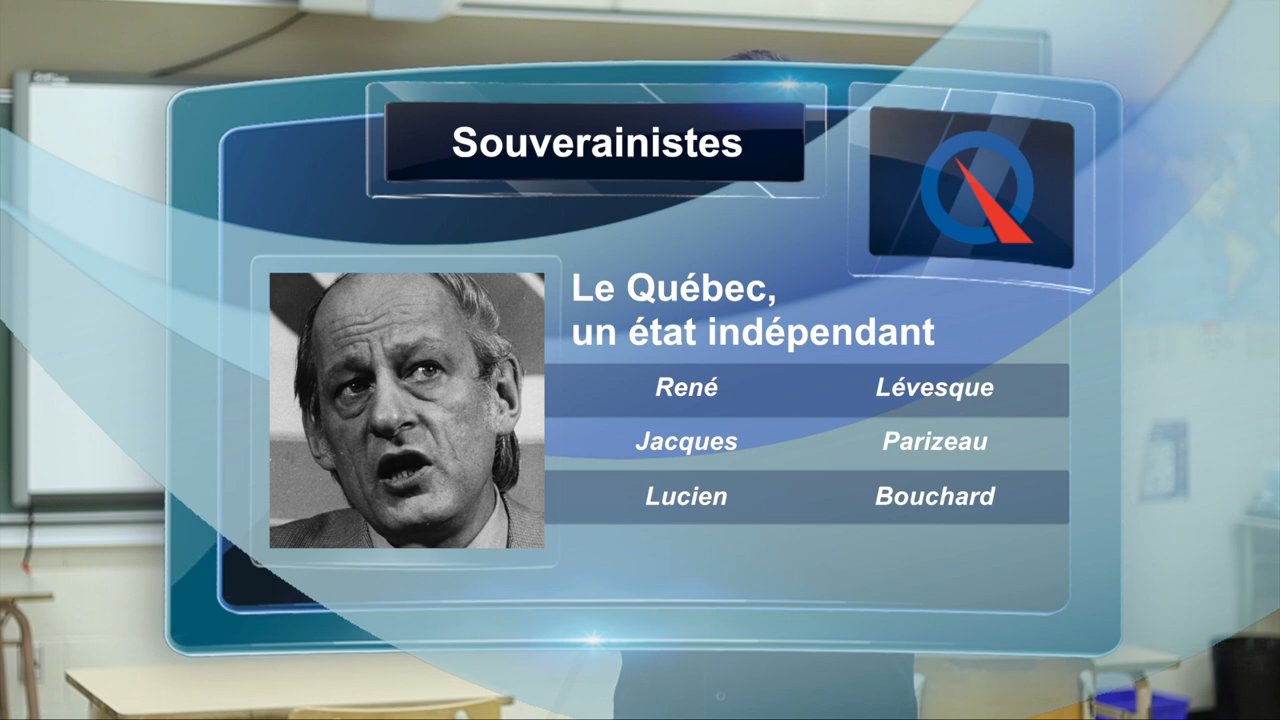 Souverainistes
Le Québec,
un état indépendant
René Lévesque
Jacques Parizeau
Lucien Bouchard